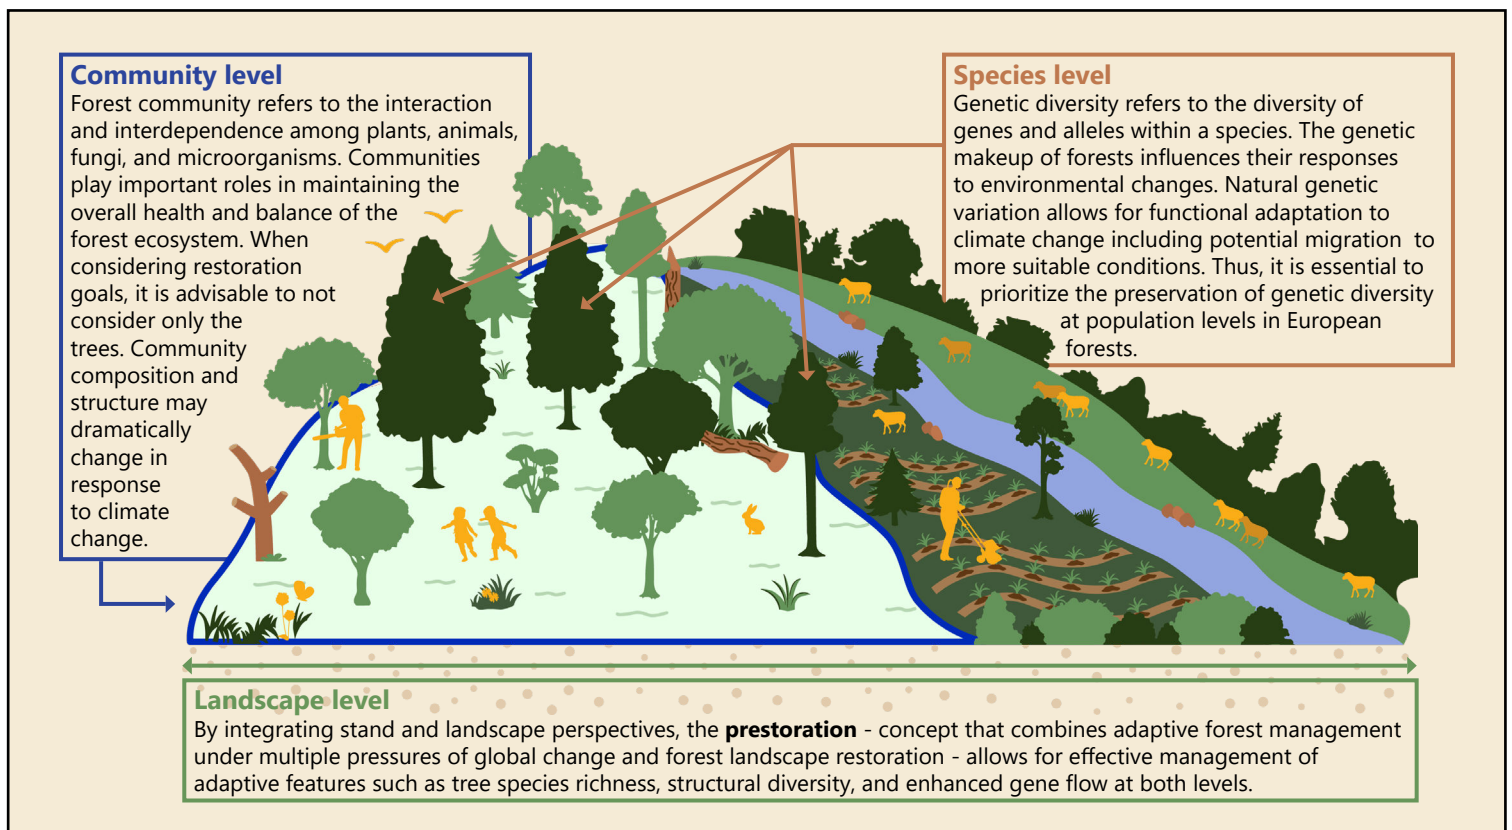 Community level
Forest community refers to the interaction
and interdependence among plants, animals,
fungi, and microorganisms. Communities
play important roles in maintaining the
overall health and balance of the
forest ecosystem. When
considering restoration
goals, it is advisable to not
consider only the
trees. Community
composition and
structure may
dramatically
change in
response
to climate
change.
Species level
Genetic diversity refers to the diversity of
genes and alleles within a species. The genetic
makeup of forests influences their responses
to environmental changes. Natural genetic
variation allows for functional adaptation to
climate change including potential migration to
more suitable conditions. Thus, it is essential to
prioritize the preservation of genetic diversity
at population levels in European
forests.
Landscape level
By integrating stand and landscape perspectives, the prestoration - concept that combines adaptive forest management
under multiple pressures of global change and forest landscape restoration - allows for effective management of
adaptive features such as tree species richness, structural diversity, and enhanced gene flow at both levels.